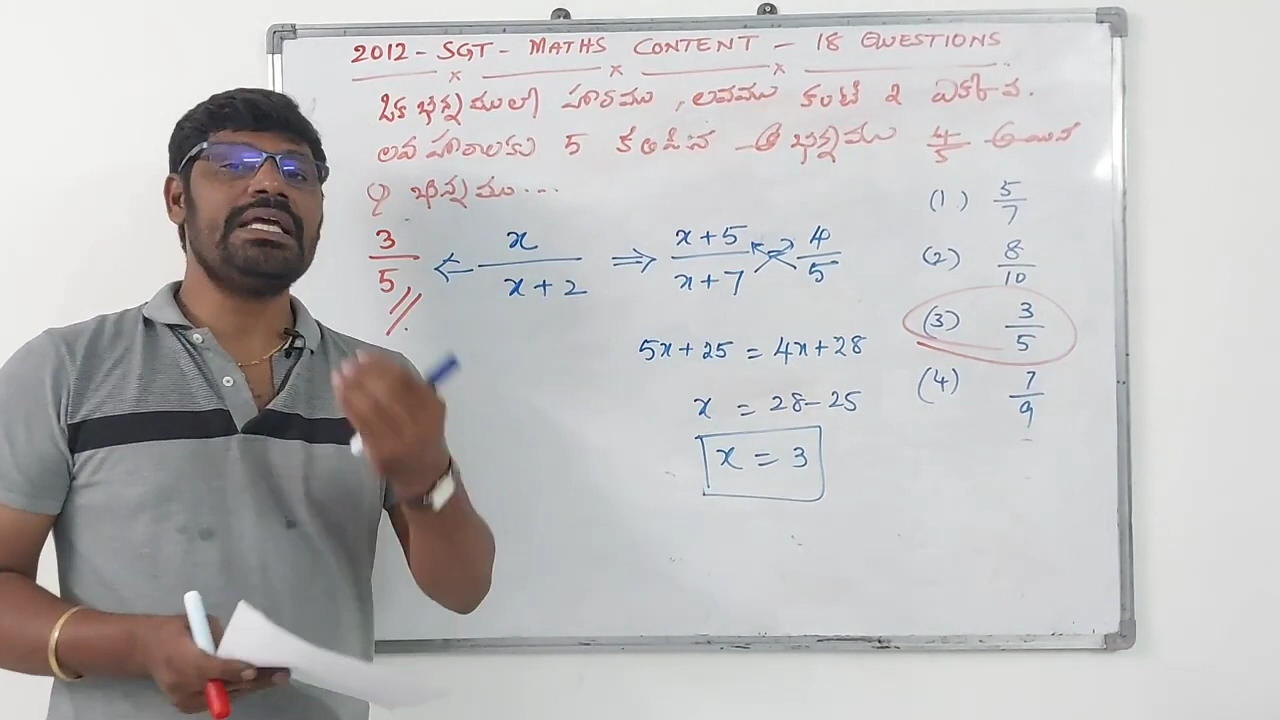 2012 - SGT - MATHS CONTENT - 18 QUESTIONS
ఒక భిన్నములో హారము, లవము కంటే 2 ఎక్కువ.
లవ హారాలకు 5 కలిపిన ఆ భిన్నము 4/5 అయిన
ఆ భిన్నము...
(1) 5/7
(2) 8/10
(3) 3/5
(4) 7/9
3/5 ⇐ x/x+2 ⇒ x+5/x+7 = 4/5
5x+25 = 4x+28
x = 28-25
x = 3